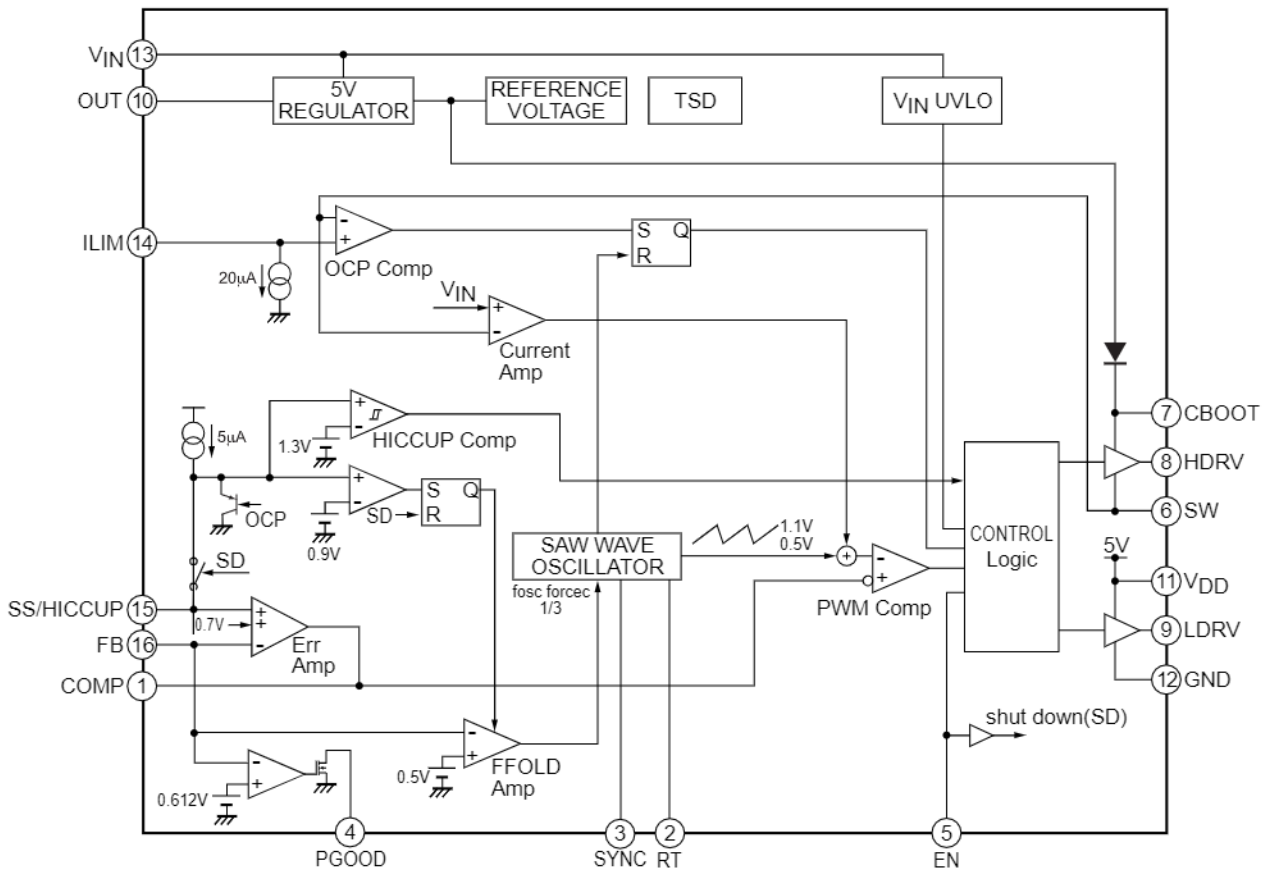 VIN 13
5V
REGULATOR
REFERENCE
VOLTAGE
TSD
VIN UVLO
OUT 10
ILIM 14
20μA
-
+
OCP Comp
S Q
R
VIN
+
-
Current
Amp
5μA
+
-
HICCUP Comp
1.3V
OCP
+
-
0.9V
S Q
SD R
SD
SAW WAVE
OSCILLATOR
fosc forcec
1/3
1.1V
0.5V
+
-
+
PWM Comp
CONTROL
Logic
7 CBOOT
8 HDRV
6 SW
5V
11 VDD
9 LDRV
12 GND
SS/HICCUP 15
0.7V
+
+
-
Err
Amp
FB 16
COMP 1
-
+
0.5V
FFOLD
Amp
-
+
0.612V
shut down(SD)
4
PGOOD
3
SYNC
2
RT
5
EN